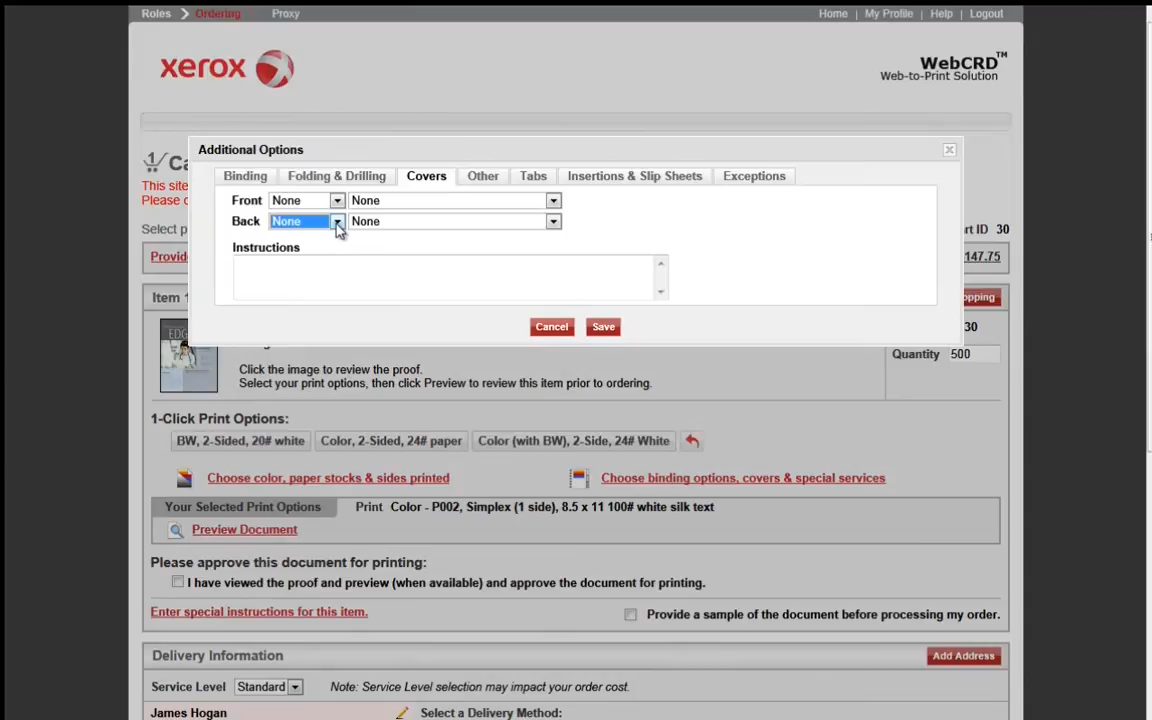 Roles Ordering Proxy Home | My Profile | Help | Logout
xerox
WebCRD™
Web-to-Print Solution
Additional Options
Ca
This site
Please c
Binding Folding & Drilling Covers Other Tabs Insertions & Slip Sheets Exceptions
Front None None
Back None None
Select p
rt ID 30
Instructions
Provid
147.75
Item 1
opping
Cancel Save
30
EDG
Quantity 500
Click the image to review the proof.
Select your print options, then click Preview to review this item prior to ordering.
1-Click Print Options:
BW, 2-Sided, 20# white Color, 2-Sided, 24# paper Color (with BW), 2-Side, 24# White
Choose color, paper stocks & sides printed Choose binding options, covers & special services
Your Selected Print Options Print Color - P002, Simplex (1 side), 8.5 x 11 100# white silk text
Preview Document
Please approve this document for printing:
I have viewed the proof and preview (when available) and approve the document for printing.
Enter special instructions for this item. Provide a sample of the document before processing my order.
Delivery Information Add Address
Service Level Standard Note: Service Level selection may impact your order cost.
James Hogan Select a Delivery Method: